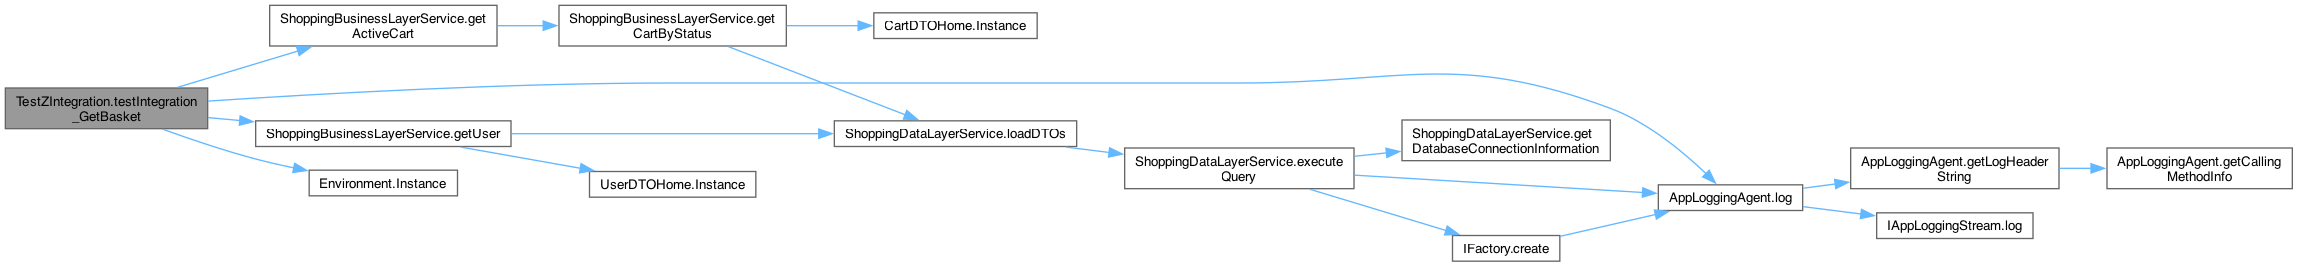 TestZIntegration.testIntegration
_GetBasket
ShoppingBusinessLayerService.get
ActiveCart
ShoppingBusinessLayerService.get
CartByStatus
CartDTOHome.Instance
ShoppingBusinessLayerService.getUser
Environment.Instance
UserDTOHome.Instance
ShoppingDataLayerService.loadDTOs
ShoppingDataLayerService.execute
Query
ShoppingDataLayerService.get
DatabaseConnectionInformation
IFactory.create
AppLoggingAgent.log
AppLoggingAgent.getLogHeader
String
IAppLoggingStream.log
AppLoggingAgent.getCalling
MethodInfo